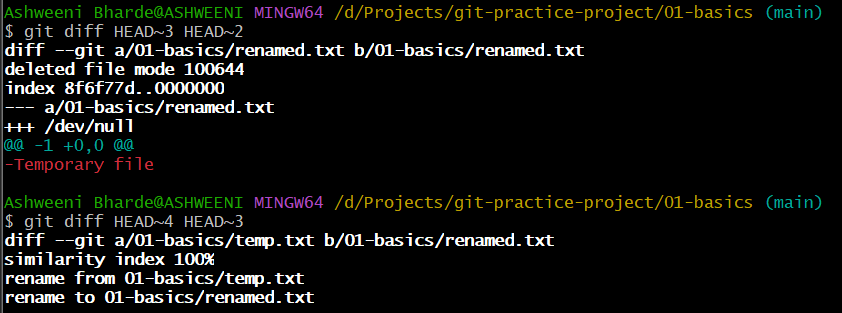 Ashweeni Bharde@ASHWEENI MINGW64 /d/Projects/git-practice-project/01-basics (main)
$ git diff HEAD~3 HEAD~2
diff --git a/01-basics/renamed.txt b/01-basics/renamed.txt
deleted file mode 100644
index 8f6f77d..0000000
--- a/01-basics/renamed.txt
+++ /dev/null
@@ -1 +0,0 @@
-Temporary file
Ashweeni Bharde@ASHWEENI MINGW64 /d/Projects/git-practice-project/01-basics (main)
$ git diff HEAD~4 HEAD~3
diff --git a/01-basics/temp.txt b/01-basics/renamed.txt
similarity index 100%
rename from 01-basics/temp.txt
rename to 01-basics/renamed.txt